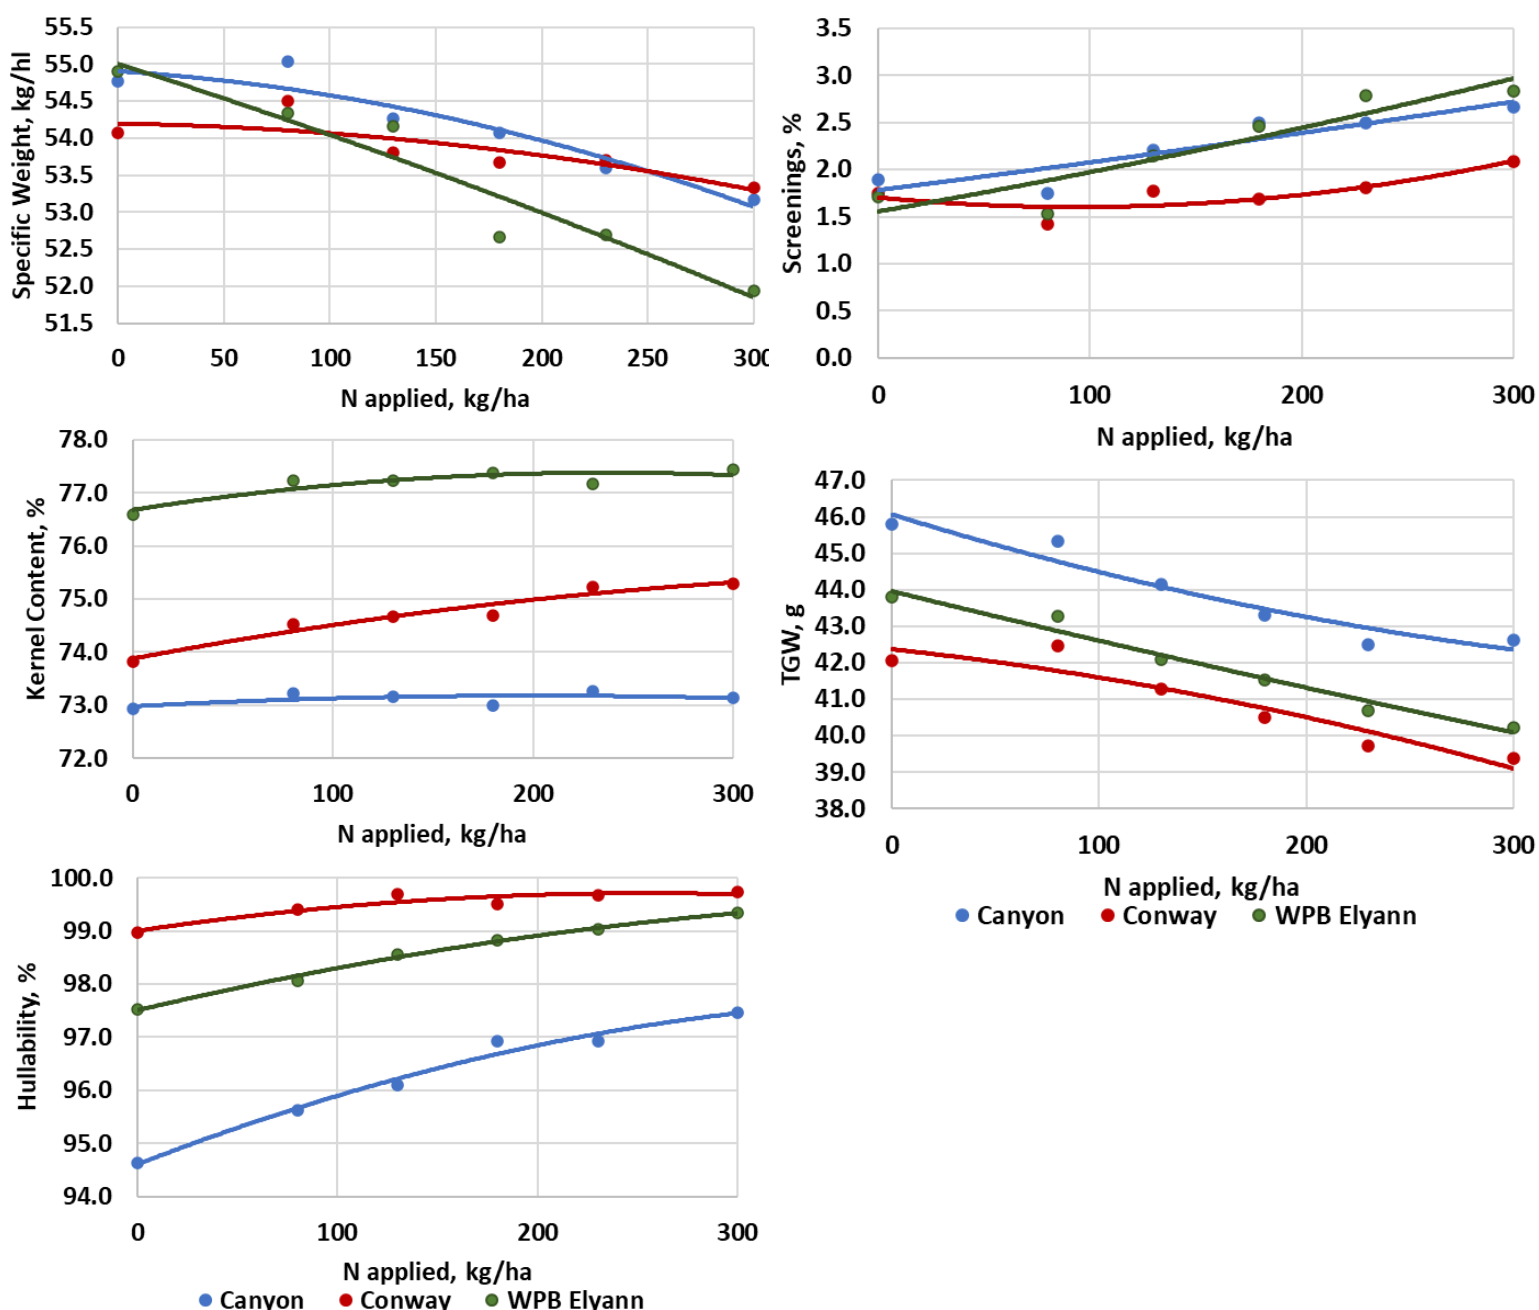 Specific Weight, kg/hl
55.5
55.0
54.5
54.0
53.5
53.0
52.5
52.0
51.5
0 50 100 150 200 250 300
N applied, kg/ha
Screenings, %
3.5
3.0
2.5
2.0
1.5
1.0
0.5
0.0
0 100 200 300
N applied, kg/ha
Kernel Content, %
78.0
77.0
76.0
75.0
74.0
73.0
72.0
0 100 200 300
N applied, kg/ha
TGW, g
47.0
46.0
45.0
44.0
43.0
42.0
41.0
40.0
39.0
38.0
0 100 200 300
N applied, kg/ha
Canyon Conway WPB Elyann
Hullability, %
100.0
99.0
98.0
97.0
96.0
95.0
94.0
0 100 200 300
N applied, kg/ha
Canyon Conway WPB Elyann